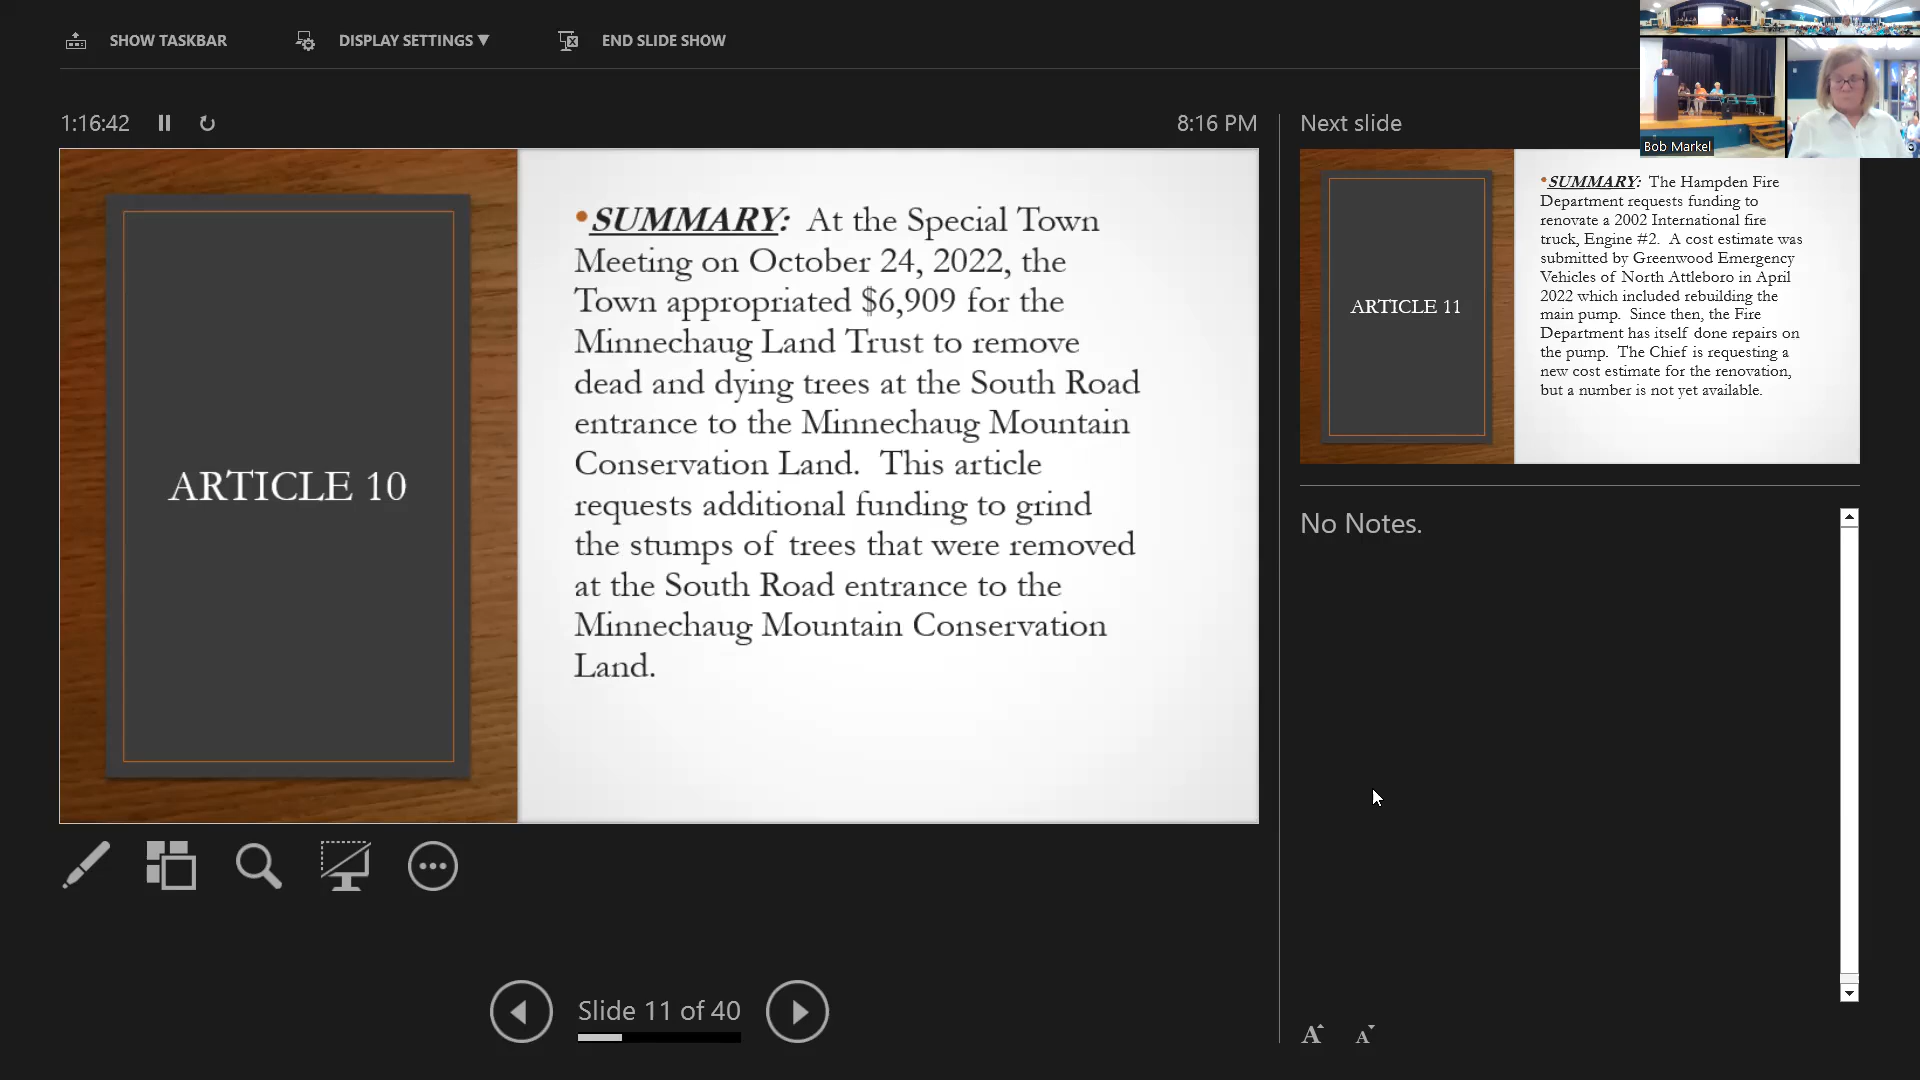 SHOW TASKBAR
DISPLAY SETTINGS ▼
END SLIDE SHOW
1:16:42
8:16 PM
ARTICLE 10
•SUMMARY: At the Special Town
Meeting on October 24, 2022, the
Town appropriated $6,909 for the
Minnechaug Land Trust to remove
dead and dying trees at the South Road
entrance to the Minnechaug Mountain
Conservation Land. This article
requests additional funding to grind
the stumps of trees that were removed
at the South Road entrance to the
Minnechaug Mountain Conservation
Land.
Slide 11 of 40
Next slide
Bob Markel
ARTICLE 11
•SUMMARY: The Hampden Fire
Department requests funding to
renovate a 2002 International fire
truck, Engine #2. A cost estimate was
submitted by Greenwood Emergency
Vehicles of North Attleboro in April
2022 which included rebuilding the
main pump. Since then, the Fire
Department has itself done repairs on
the pump. The Chief is requesting a
new cost estimate for the renovation,
but a number is not yet available.
No Notes.
A A